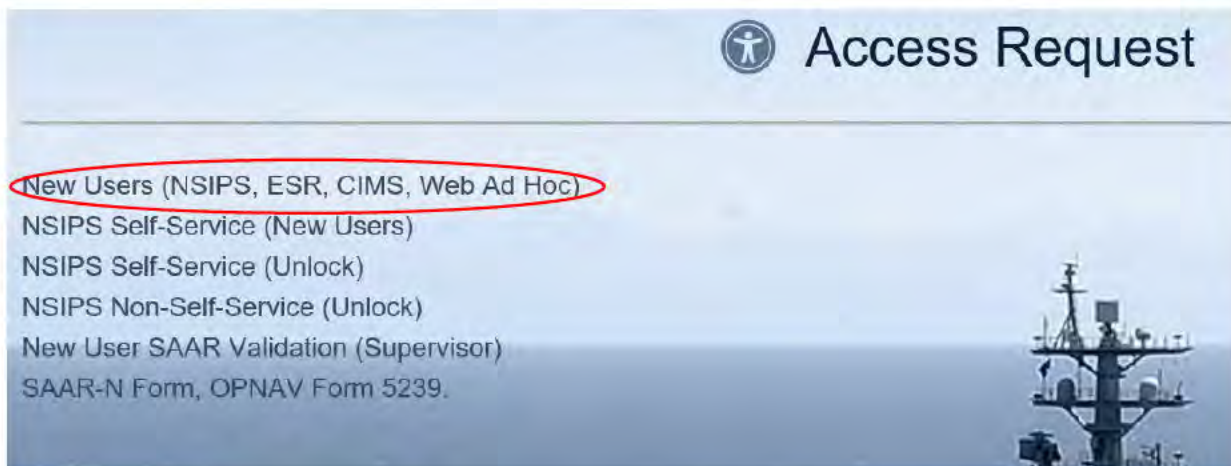 Access Request
New Users (NSIPS, ESR, CIMS, Web Ad Hoc)
NSIPS Self-Service (New Users)
NSIPS Self-Service (Unlock)
NSIPS Non-Self-Service (Unlock)
New User SAAR Validation (Supervisor)
SAAR-N Form, OPNAV Form 5239.